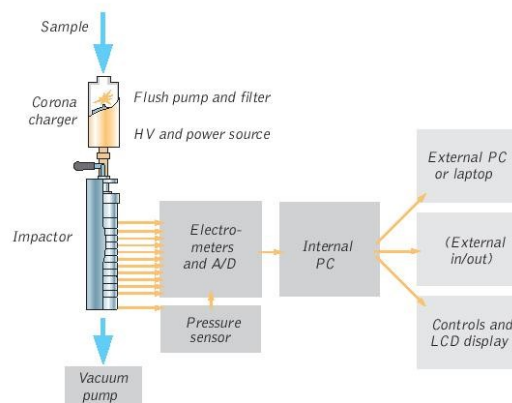 Sample
Corona
charger
Flush pump and filter
HV and power source
Impactor
Electro-
meters
and A/D
Internal
PC
External PC
or laptop
(External
in/out)
Controls and
LCD display
Pressure
sensor
Vacuum
pump